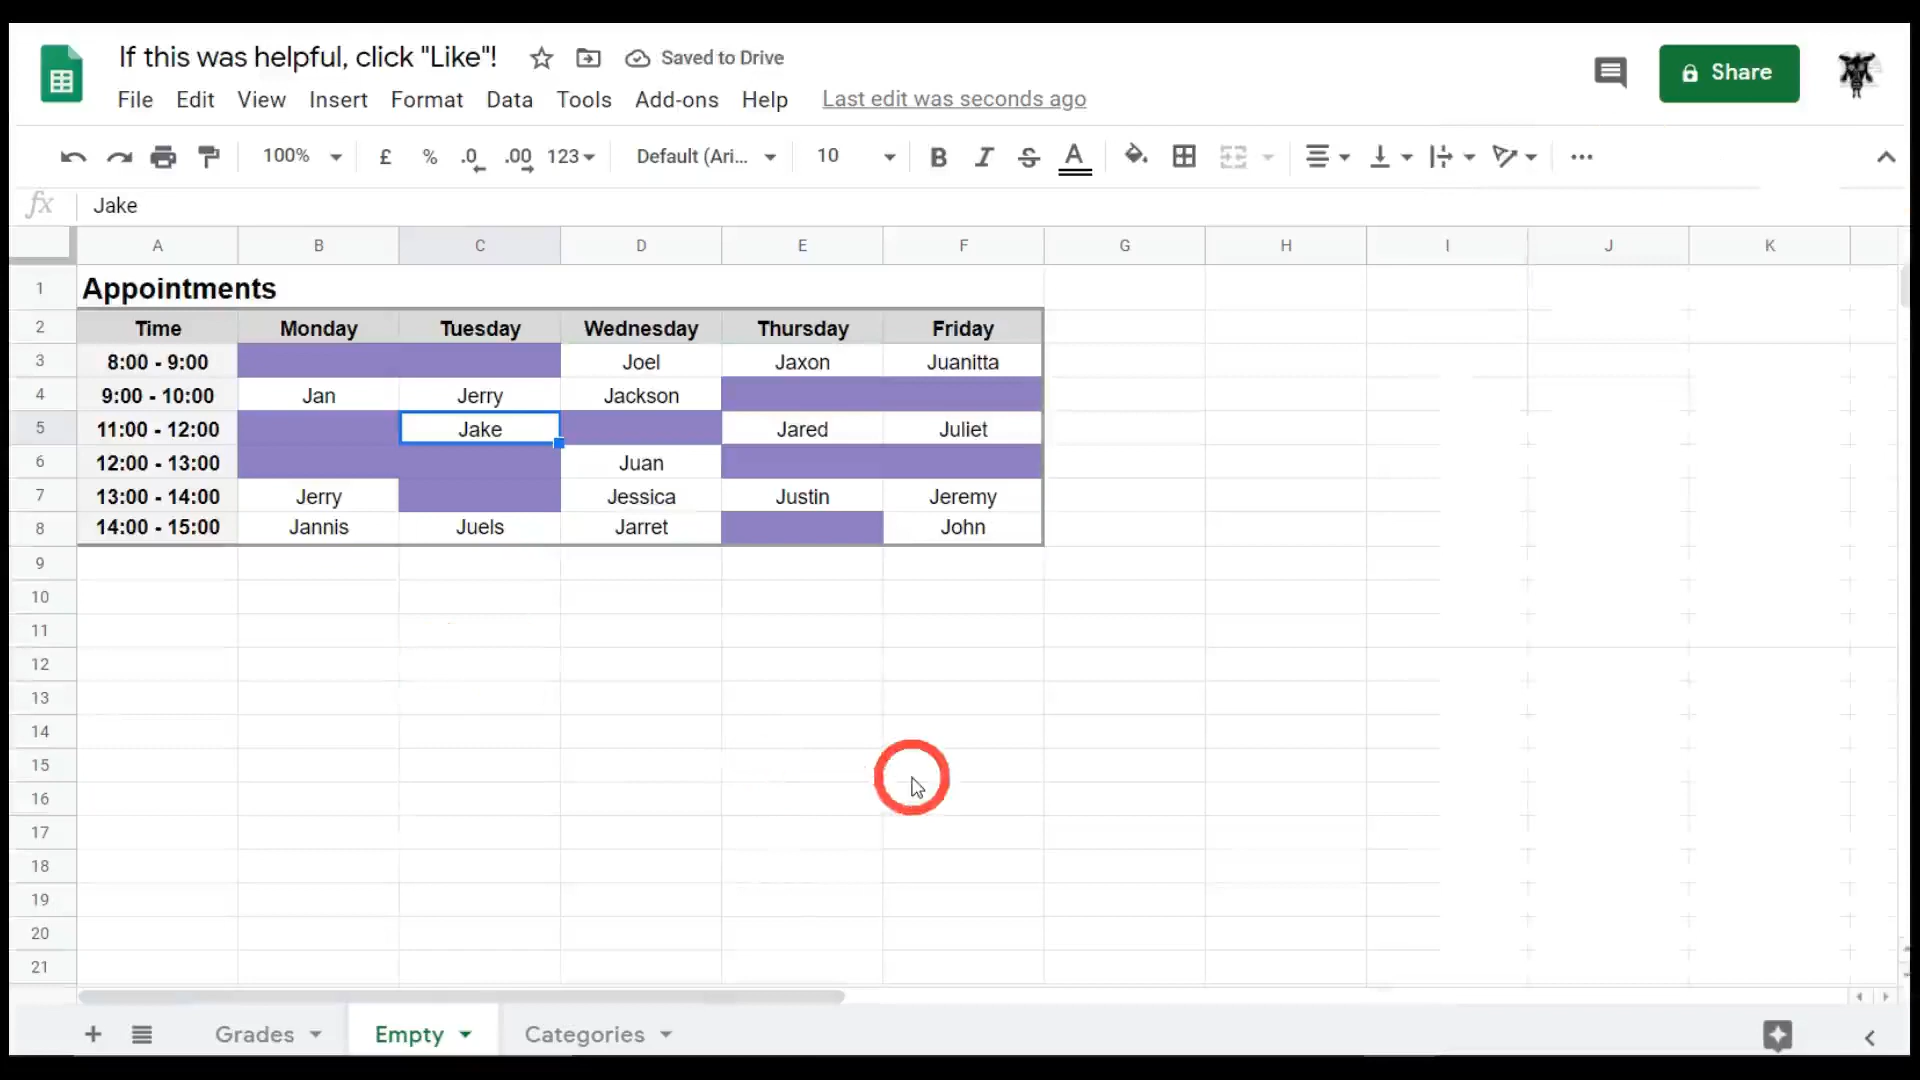 If this was helpful, click "Like"! Saved to Drive
File Edit View Insert Format Data Tools Add-ons Help Last edit was seconds ago
Share
100% £ % .0 .00 123 Default (Ari... 10 B I S A
fx Jake
A B C D E F G H I J K
1 Appointments
2 Time Monday Tuesday Wednesday Thursday Friday
3 8:00 - 9:00 Joel Jaxon Juanitta
4 9:00 - 10:00 Jan Jerry Jackson
5 11:00 - 12:00 Jake Jared Juliet
6 12:00 - 13:00 Juan
7 13:00 - 14:00 Jerry Jessica Justin Jeremy
8 14:00 - 15:00 Jannis Juels Jarret John
9
10
11
12
13
14
15
16
17
18
19
20
21
Grades Empty Categories